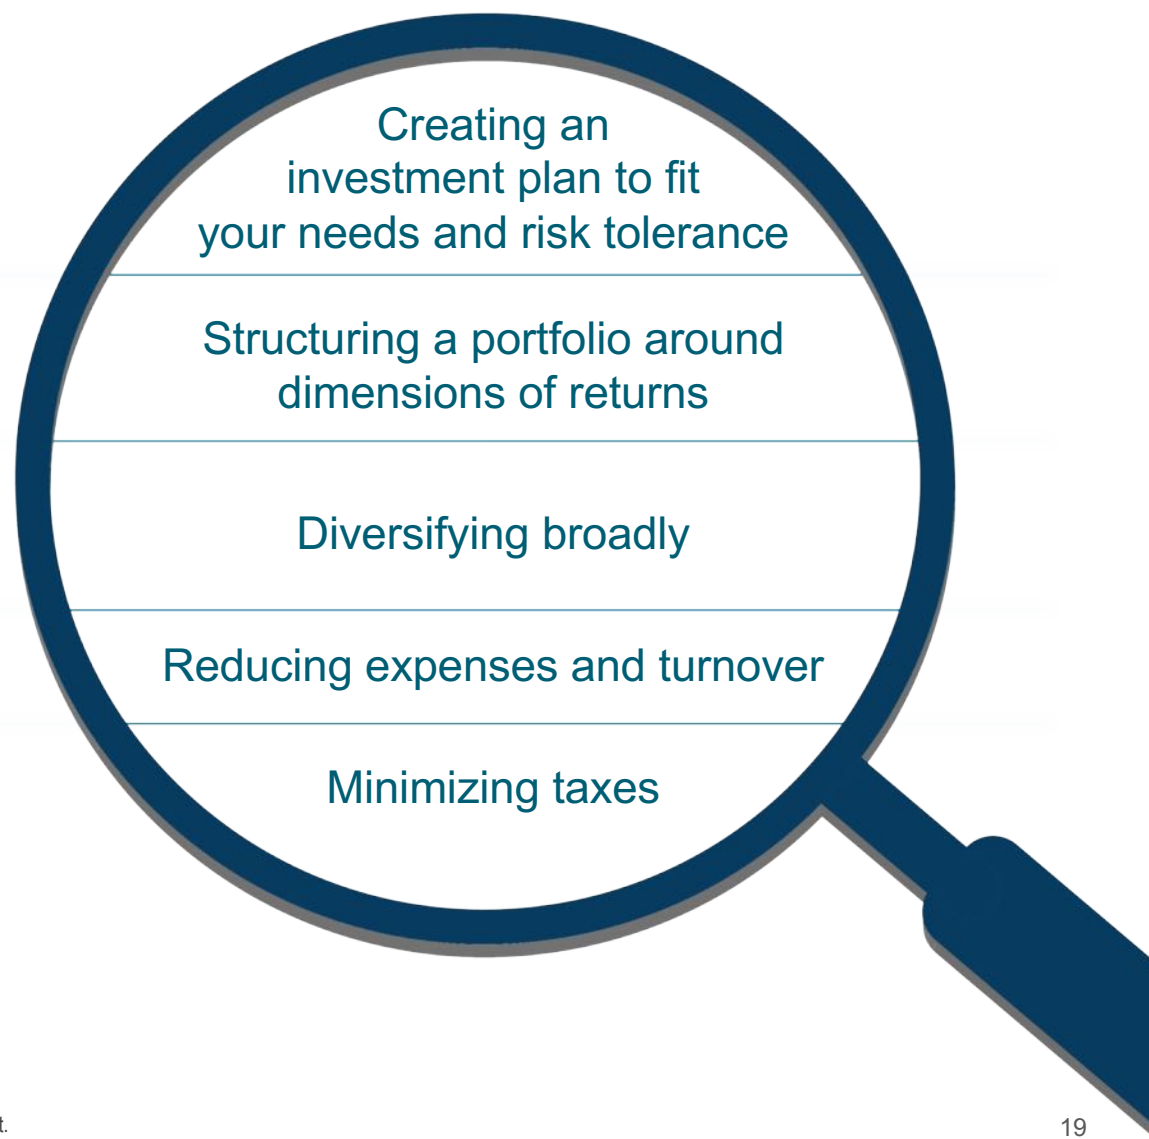 Creating an
investment plan to fit
your needs and risk tolerance
Structuring a portfolio around
dimensions of returns
Diversifying broadly
Reducing expenses and turnover
Minimizing taxes
19